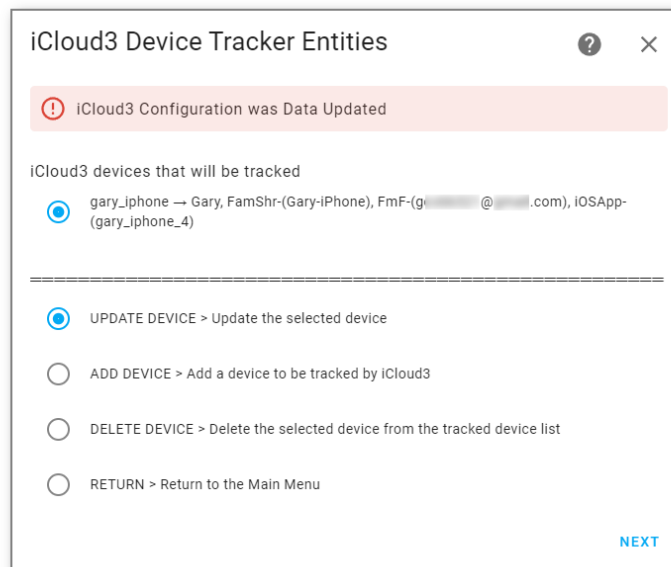 iCloud3 Device Tracker Entities
iCloud3 Configuration was Data Updated
iCloud3 devices that will be tracked
gary_iphone → Gary, FamShr-(Gary-iPhone), FmF-(g @ .com), iOSApp-
(gary_iphone_4)
UPDATE DEVICE > Update the selected device
ADD DEVICE > Add a device to be tracked by iCloud3
DELETE DEVICE > Delete the selected device from the tracked device list
RETURN > Return to the Main Menu
NEXT